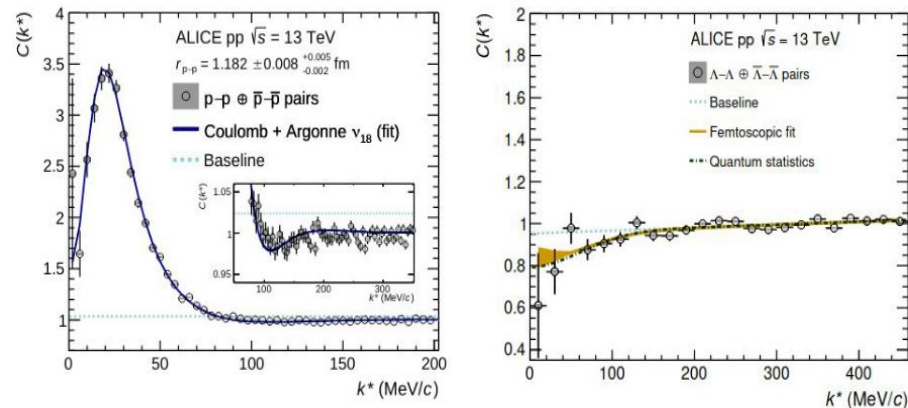 C(k*)
4
3.5
3
2.5
2
1.5
1
0
50
100
150
200
k* (MeV/c)
ALICE pp √s = 13 TeV
r_p–p = 1.182 ±0.008 +0.005 -0.002 fm
p–p ⊕ p̅–p̅ pairs
Coulomb + Argonne ν₁₈ (fit)
Baseline
C (k*)
1.05
1
0.95
100
200
300
k* (MeV/c)
C(k*)
2
1.8
1.6
1.4
1.2
1
0.8
0.6
0.4
0
100
200
300
400
k* (MeV/c)
ALICE pp √s = 13 TeV
Λ–Λ ⊕ Λ̅–Λ̅ pairs
Baseline
Femtoscopic fit
Quantum statistics